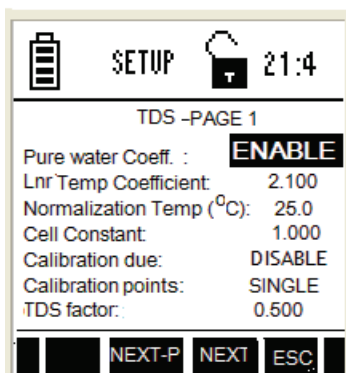 SETUP 21:4
TDS -PAGE 1
Pure water Coeff. : ENABLE
Lnr Temp Coefficient: 2.100
Normalization Temp (°C): 25.0
Cell Constant: 1.000
Calibration due: DISABLE
Calibration points: SINGLE
TDS factor: 0.500
NEXT-P NEXT ESC